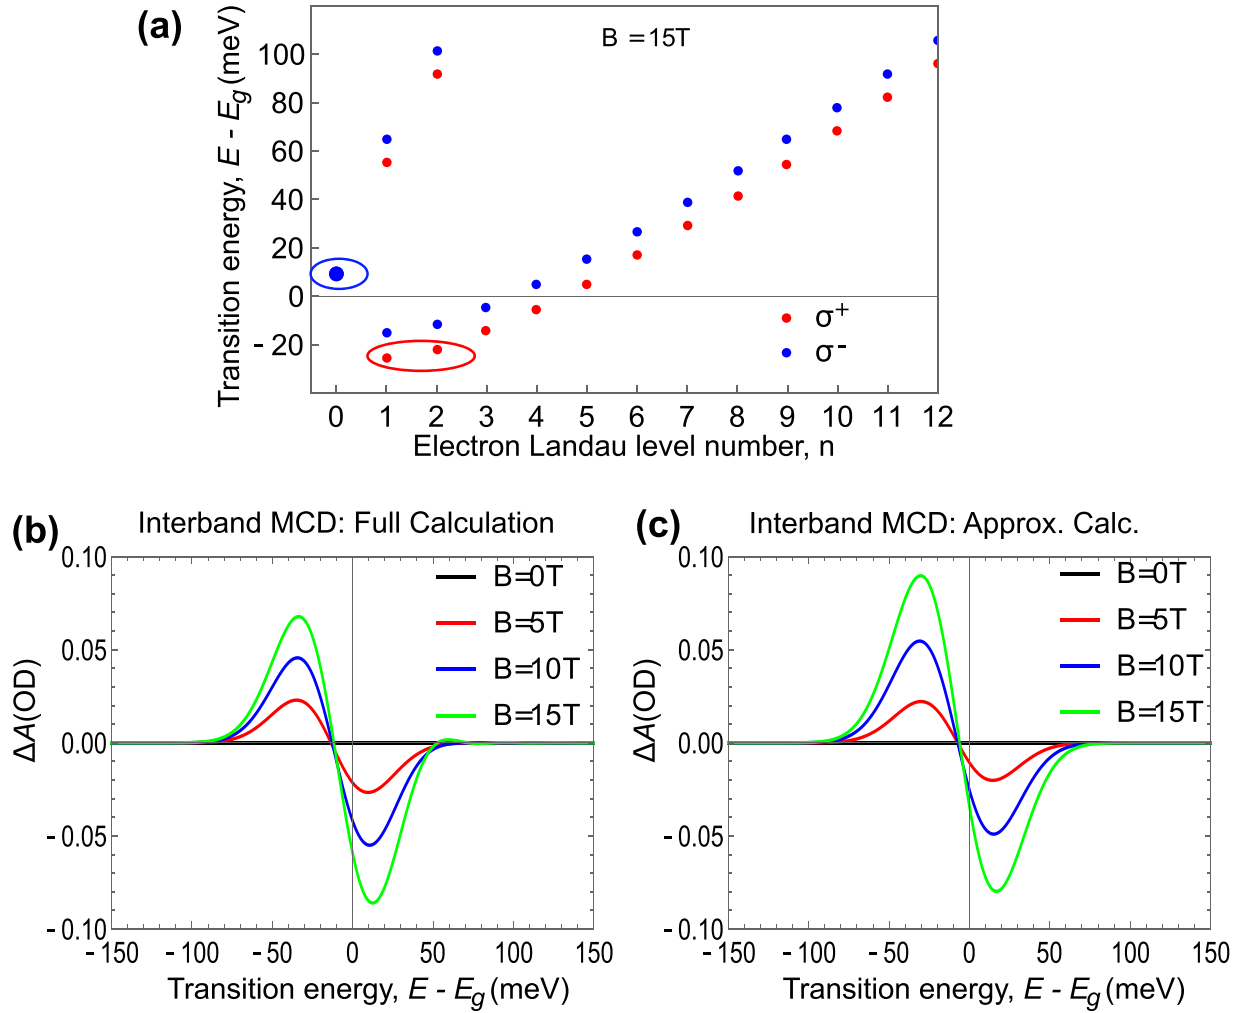 (a)
B = 15T
Transition energy, E - Eg (meV)
100
80
60
40
20
0
- 20
σ+
σ-
0 1 2 3 4 5 6 7 8 9 10 11 12
Electron Landau level number, n
(b)
Interband MCD: Full Calculation
ΔA(OD)
0.10
0.05
0.00
- 0.05
- 0.10
B=0T
B=5T
B=10T
B=15T
- 150 - 100 - 50 0 50 100 150
Transition energy, E - Eg (meV)
(c)
Interband MCD: Approx. Calc.
ΔA(OD)
0.10
0.05
0.00
- 0.05
- 0.10
B=0T
B=5T
B=10T
B=15T
- 150 - 100 - 50 0 50 100 150
Transition energy, E - Eg (meV)